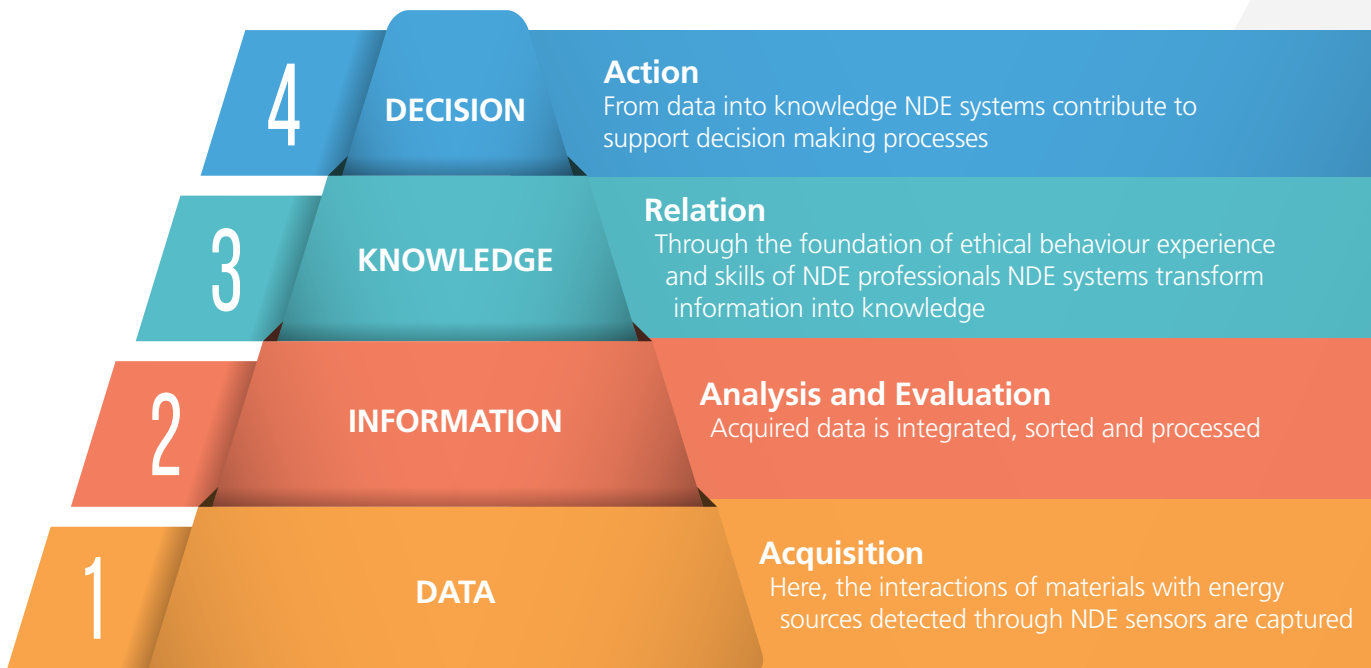 4
DECISION
Action
From data into knowledge NDE systems contribute to
support decision making processes
3
KNOWLEDGE
Relation
Through the foundation of ethical behaviour experience
and skills of NDE professionals NDE systems transform
information into knowledge
2
INFORMATION
Analysis and Evaluation
Acquired data is integrated, sorted and processed
1
DATA
Acquisition
Here, the interactions of materials with energy
sources detected through NDE sensors are captured